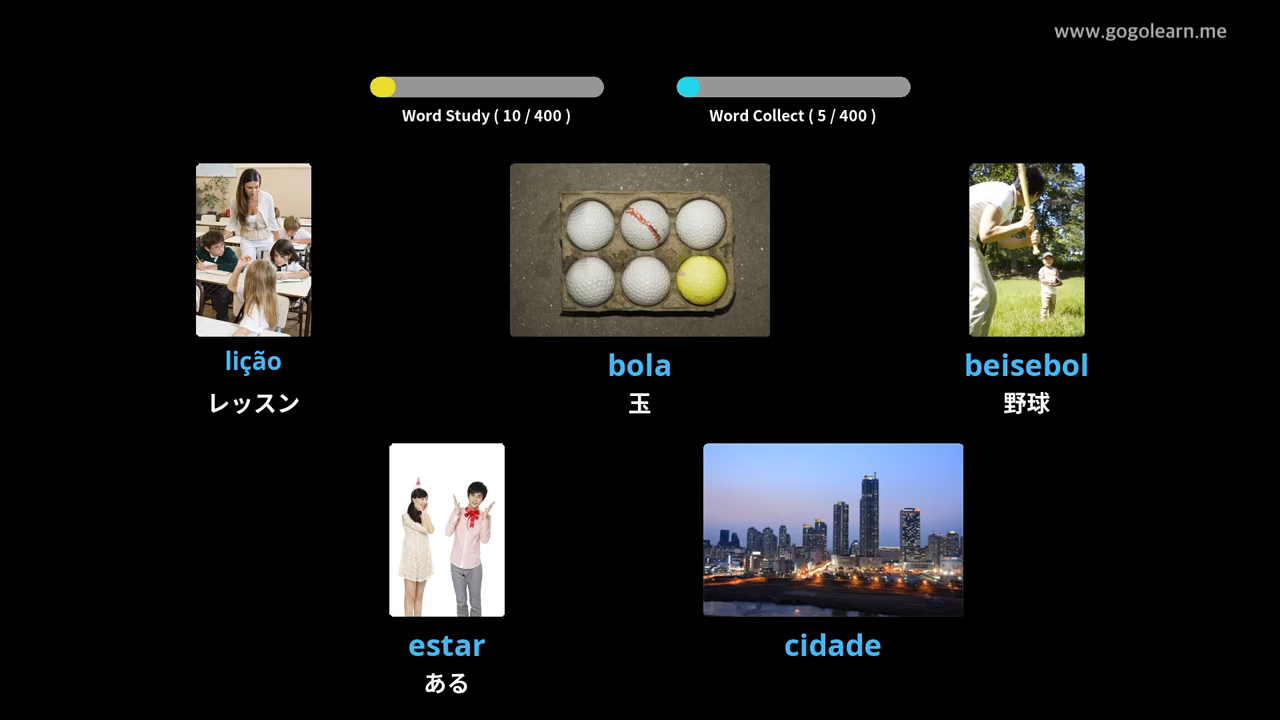 www.gogolearn.me
Word Study ( 10 / 400 )
Word Collect ( 5 / 400 )
lição
レッスン
bola
玉
beisebol
野球
estar
ある
cidade